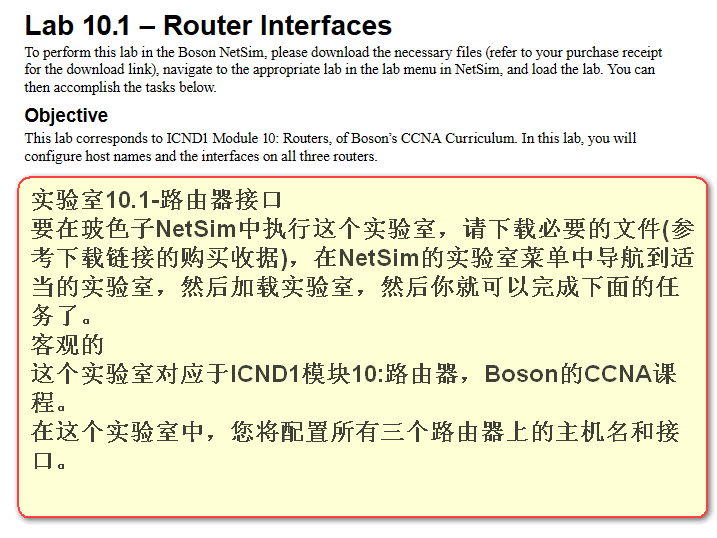 Lab 10.1 – Router Interfaces
To perform this lab in the Boson NetSim, please download the necessary files (refer to your purchase receipt
for the download link), navigate to the appropriate lab in the lab menu in NetSim, and load the lab. You can
then accomplish the tasks below.
Objective
This lab corresponds to ICND1 Module 10: Routers, of Boson’s CCNA Curriculum. In this lab, you will
configure host names and the interfaces on all three routers.
实验室10.1-路由器接口
要在玻色子NetSim中执行这个实验室，请下载必要的文件(参
考下载链接的购买收据)，在NetSim的实验室菜单中导航到适
当的实验室，然后加载实验室，然后你就可以完成下面的任
务了。
客观的
这个实验室对应于ICND1模块10:路由器，Boson的CCNA课
程。
在这个实验室中，您将配置所有三个路由器上的主机名和接
口。